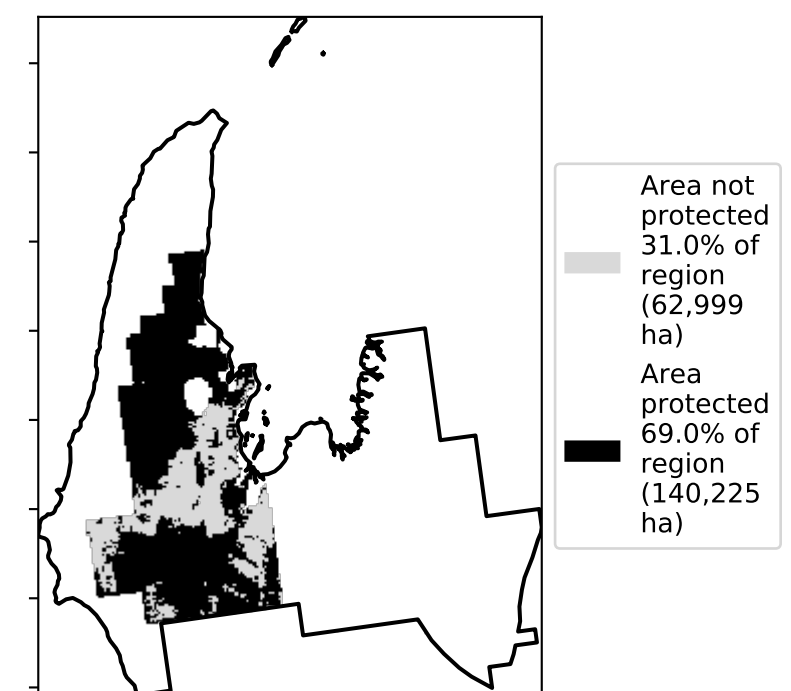 Area not
protected
31.0% of
region
(62,999
ha)
Area
protected
69.0% of
region
(140,225
ha)